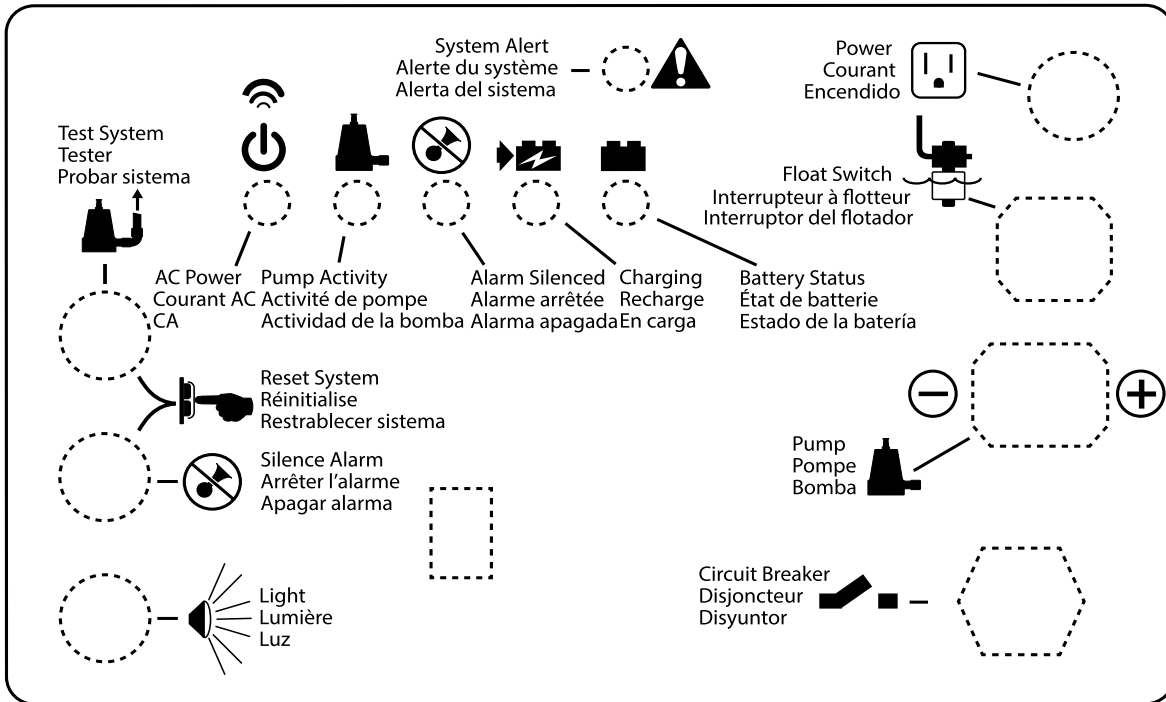 System Alert
Alerte du système
Alerta del sistema
Power
Courant
Encendido
Test System
Tester
Probar sistema
Float Switch
Interrupteur à flotteur
Interruptor del flotador
AC Power
Courant AC
CA
Pump Activity
Activité de pompe
Actividad de la bomba
Alarm Silenced
Alarme arrêtée
Alarma apagada
Charging
Recharge
En carga
Battery Status
État de batterie
Estado de la batería
Reset System
Réinitialise
Restrablecer sistema
Silence Alarm
Arrêter l'alarme
Apagar alarma
Pump
Pompe
Bomba
Circuit Breaker
Disjoncteur
Disyuntor
Light
Lumière
Luz